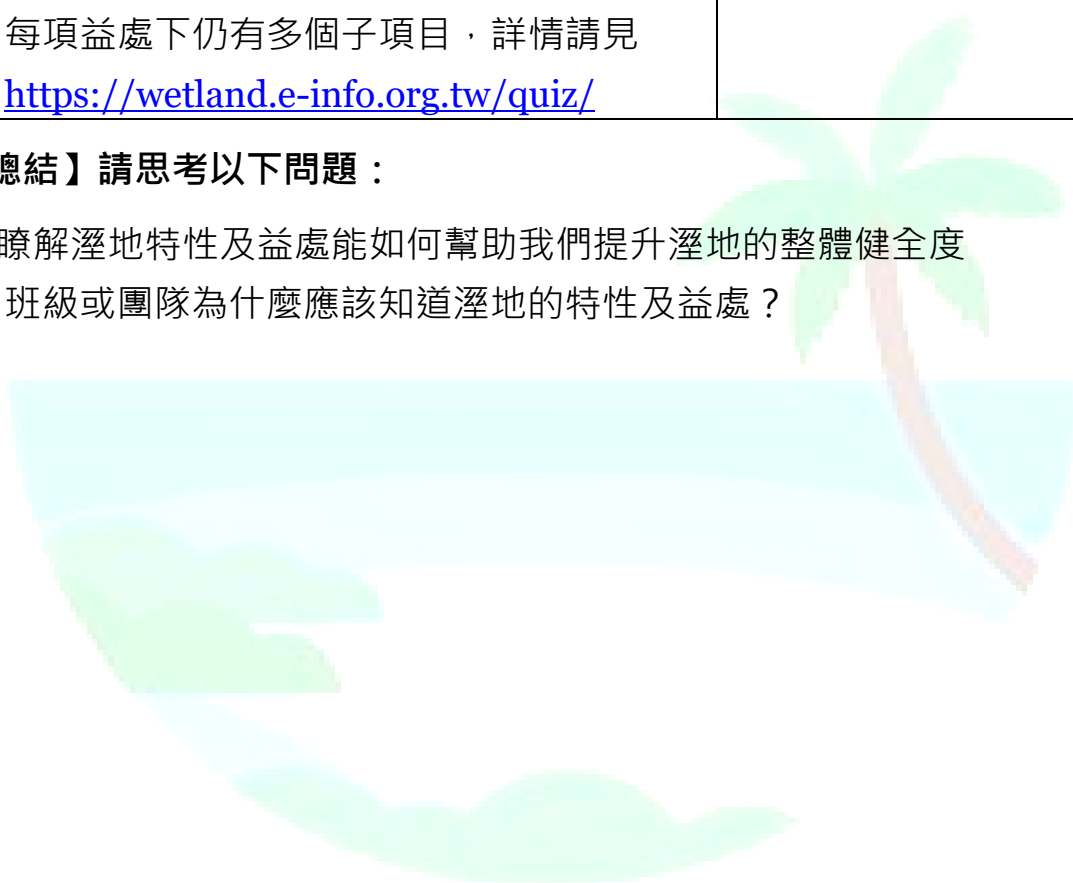 每項益處下仍有多個子項目，詳情請見
https://wetland.e-info.org.tw/quiz/
總結】請思考以下問題：
瞭解溼地特性及益處能如何幫助我們提升溼地的整體健全度
班級或團隊為什麼應該知道溼地的特性及益處？